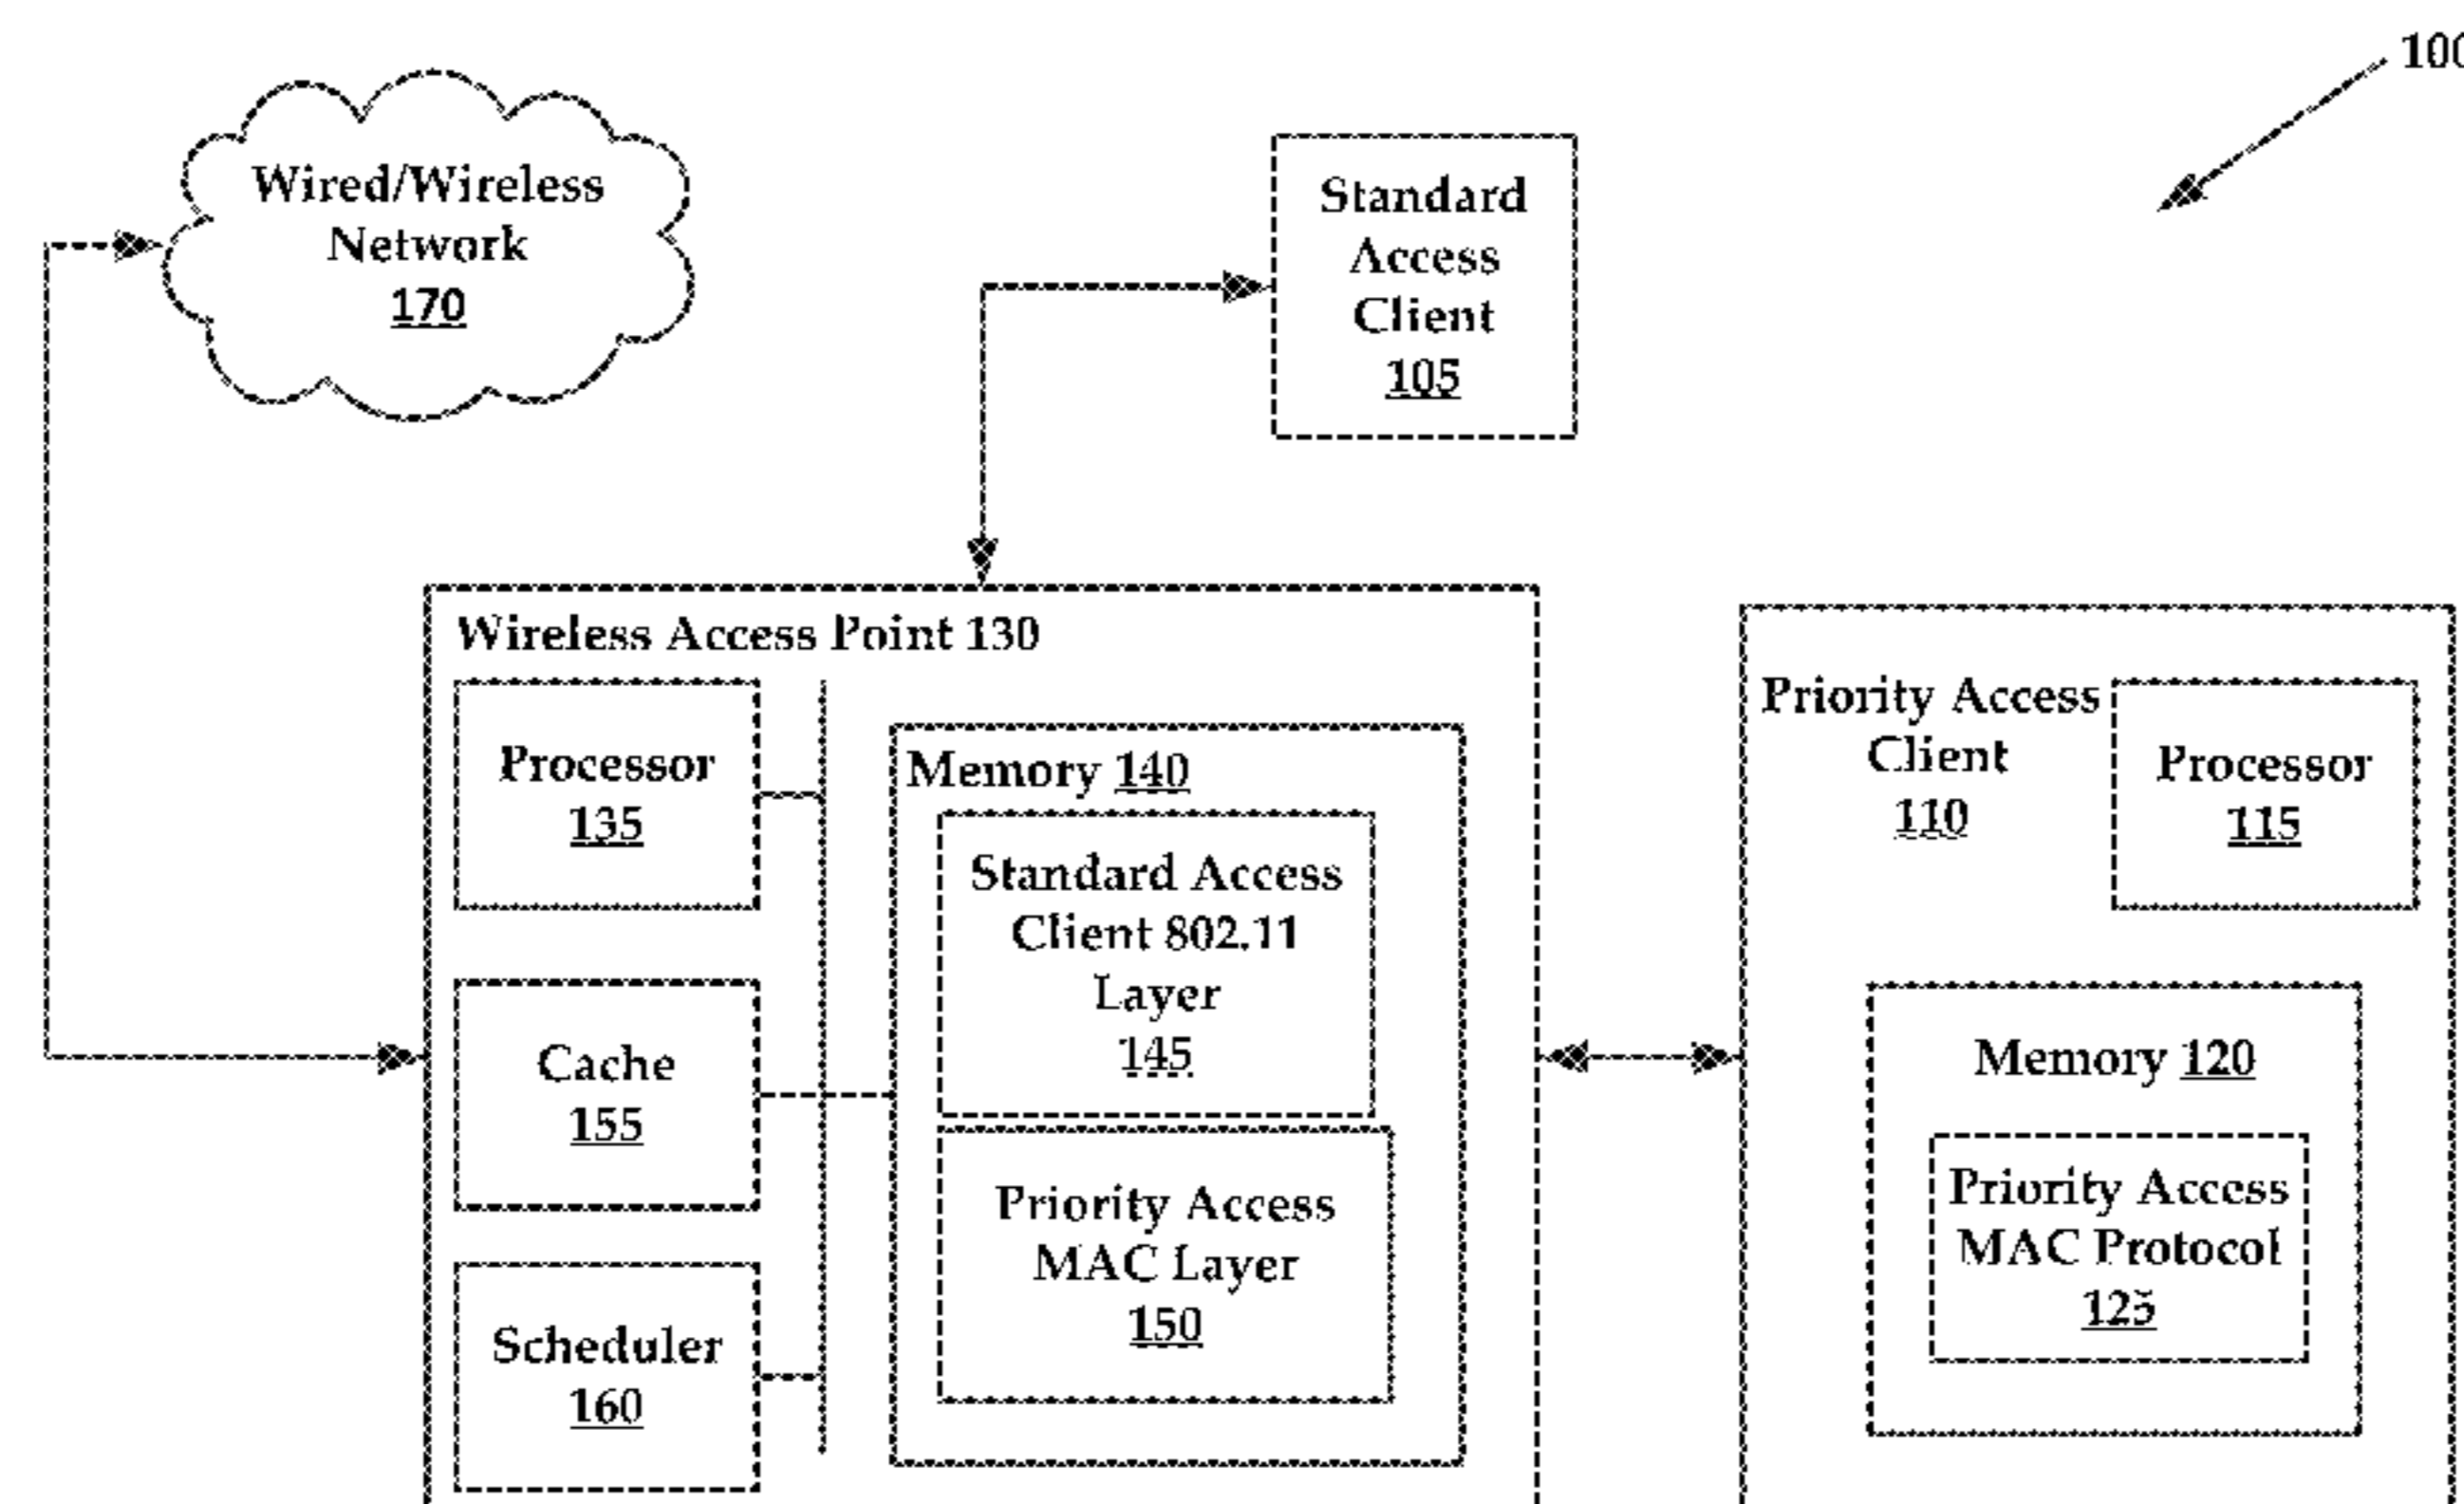 100
Wired/Wireless
Network
170
Standard
Access
Client
105
Wireless Access Point 130
Processor
135
Cache
155
Scheduler
160
Memory 140
Standard Access
Client 802.11
Layer
145
Priority Access
MAC Layer
150
Priority Access
Client
110
Processor
115
Memory 120
Priority Access
MAC Protocol
125